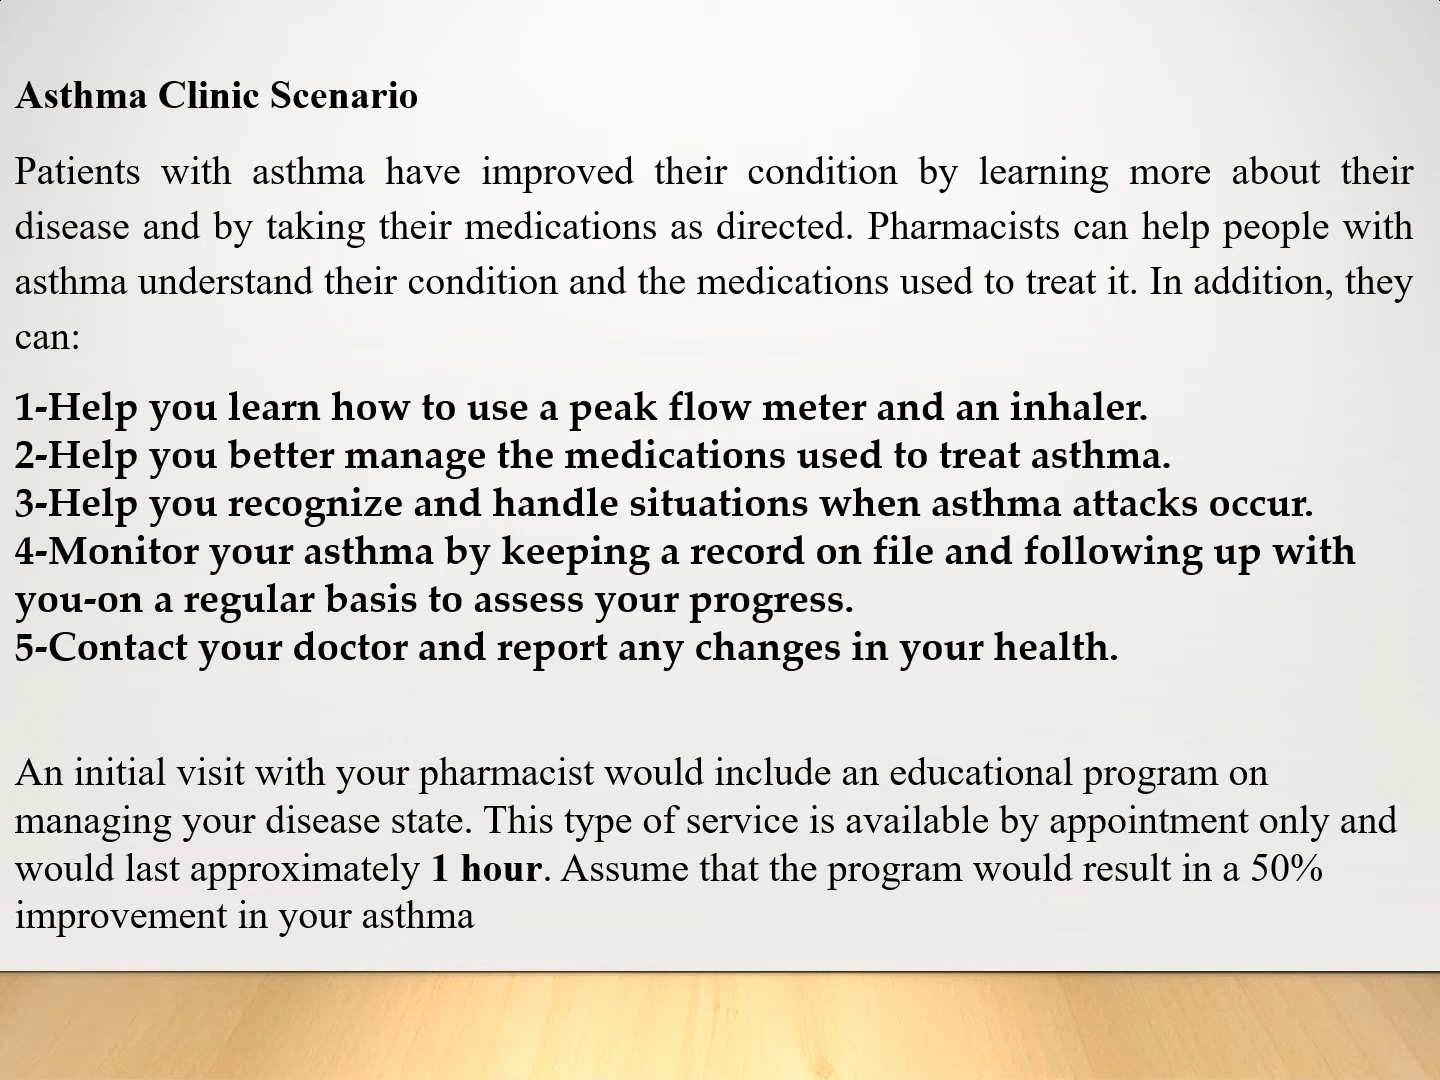 Asthma Clinic Scenario
Patients with asthma have improved their condition by learning more about their
disease and by taking their medications as directed. Pharmacists can help people with
asthma understand their condition and the medications used to treat it. In addition, they
can:
1-Help you learn how to use a peak flow meter and an inhaler.
2-Help you better manage the medications used to treat asthma.
3-Help you recognize and handle situations when asthma attacks occur.
4-Monitor your asthma by keeping a record on file and following up with
you-on a regular basis to assess your progress.
5-Contact your doctor and report any changes in your health.
An initial visit with your pharmacist would include an educational program on
managing your disease state. This type of service is available by appointment only and
would last approximately 1 hour. Assume that the program would result in a 50%
improvement in your asthma